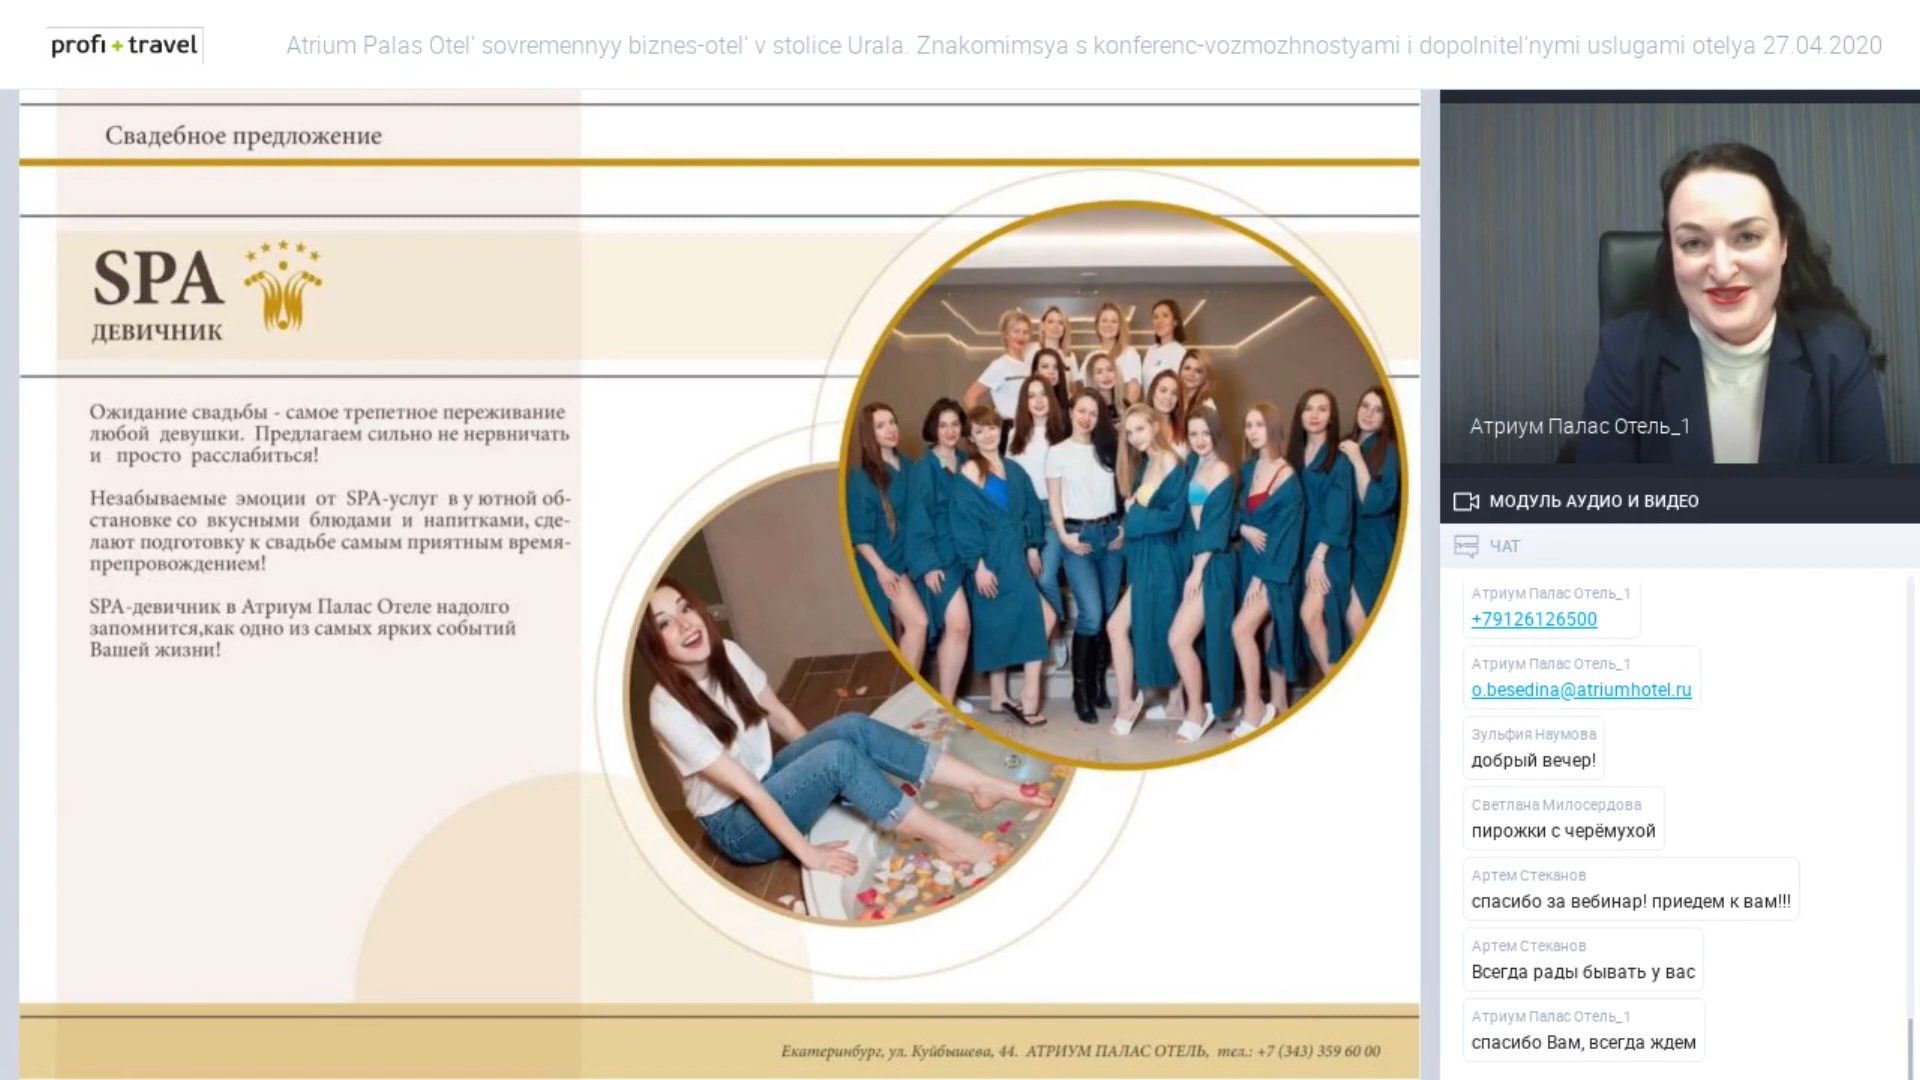 profi + travel
Atrium Palas Otel' sovremennyy biznes-otel' v stolice Urala. Znakomimsya s konferenc-vozmozhnostyami i dopolnitel'nymi uslugami otelya 27.04.2020
Свадебное предложение
SPA
ДЕВИЧНИК
Ожидание свадьбы - самое трепетное переживание
любой девушки. Предлагаем сильно не нервничать
и просто расслабиться!
Незабываемые эмоции от SPA-услуг в у ютной об-
становке со вкусными блюдами и напитками, сде-
лают подготовку к свадьбе самым приятным время-
препровождением!
SPA-девичник в Атриум Палас Отеле надолго
запомнится,как одно из самых ярких событий
Вашей жизни!
Екатеринбург, ул. Куйбышева, 44. АТРИУМ ПАЛАС ОТЕЛЬ, тел.: +7 (343) 359 60 00
Атриум Палас Отель_1
МОДУЛЬ АУДИО И ВИДЕО
ЧАТ
Атриум Палас Отель_1
+79126126500
Атриум Палас Отель_1
o.besedina@atriumhotel.ru
Зульфия Наумова
добрый вечер!
Светлана Милосердова
пирожки с черёмухой
Артем Стеканов
спасибо за вебинар! приедем к вам!!!
Артем Стеканов
Всегда рады бывать у вас
Атриум Палас Отель_1
спасибо Вам, всегда ждем